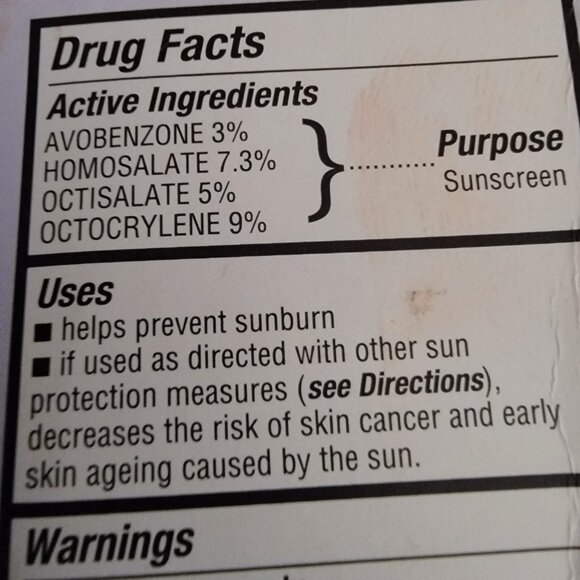 Drug Facts
Active Ingredients
AVOBENZONE 3%
HOMOSALATE 7.3%
OCTISALATE 5%
OCTOCRYLENE 9%
} ........... Purpose
Sunscreen
Uses
■ helps prevent sunburn
■ if used as directed with other sun
protection measures (see Directions),
decreases the risk of skin cancer and early
skin ageing caused by the sun.
Warnings